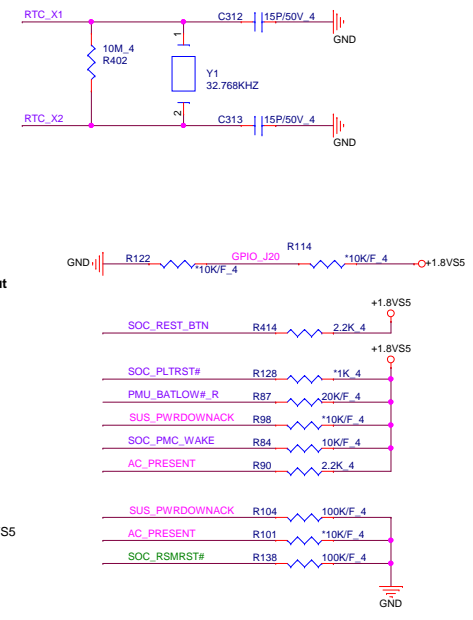 RTC_X1 C312 15P/50V_4
GND
10M_4
R402
1
Y1
32.768KHZ
2
RTC_X2 C313 15P/50V_4
GND
R114
GND R122 GPIO_J20 *10K/F_4 +1.8VS5
*10K/F_4
ut
+1.8VS5
SOC_REST_BTN R414 2.2K_4
+1.8VS5
SOC_PLTRST# R128 *1K_4
PMU_BATLOW#_R R87 20K/F_4
SUS_PWRDOWNACK R98 *10K/F_4
SOC_PMC_WAKE R84 10K/F_4
AC_PRESENT R90 2.2K_4
SUS_PWRDOWNACK R104 100K/F_4
VS5
AC_PRESENT R101 *10K/F_4
SOC_RSMRST# R138 100K/F_4
GND